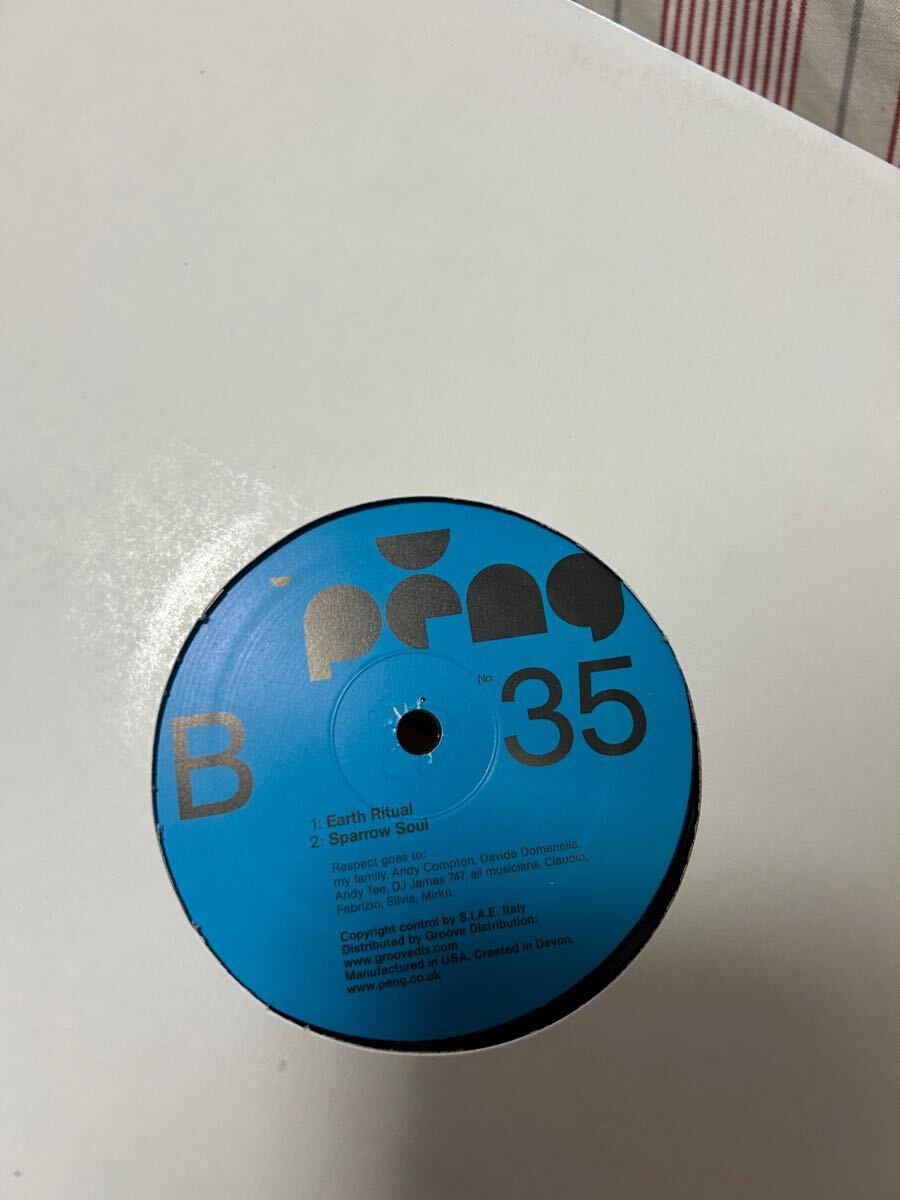 peng
No: 35
B
1: Earth Ritual
2: Sparrow Soul
Respect goes to:
my family, Andy Compton, Davide Domenella,
Andy Tee, DJ James 747, all musicians, Claudio,
Fabrizio, Silvia, Mirko
Copyright control by S.I.A.E. Italy
Distributed by Groove Distribution:
www.groovedis.com
Manufactured in USA. Created in Devon.
www.peng.co.uk